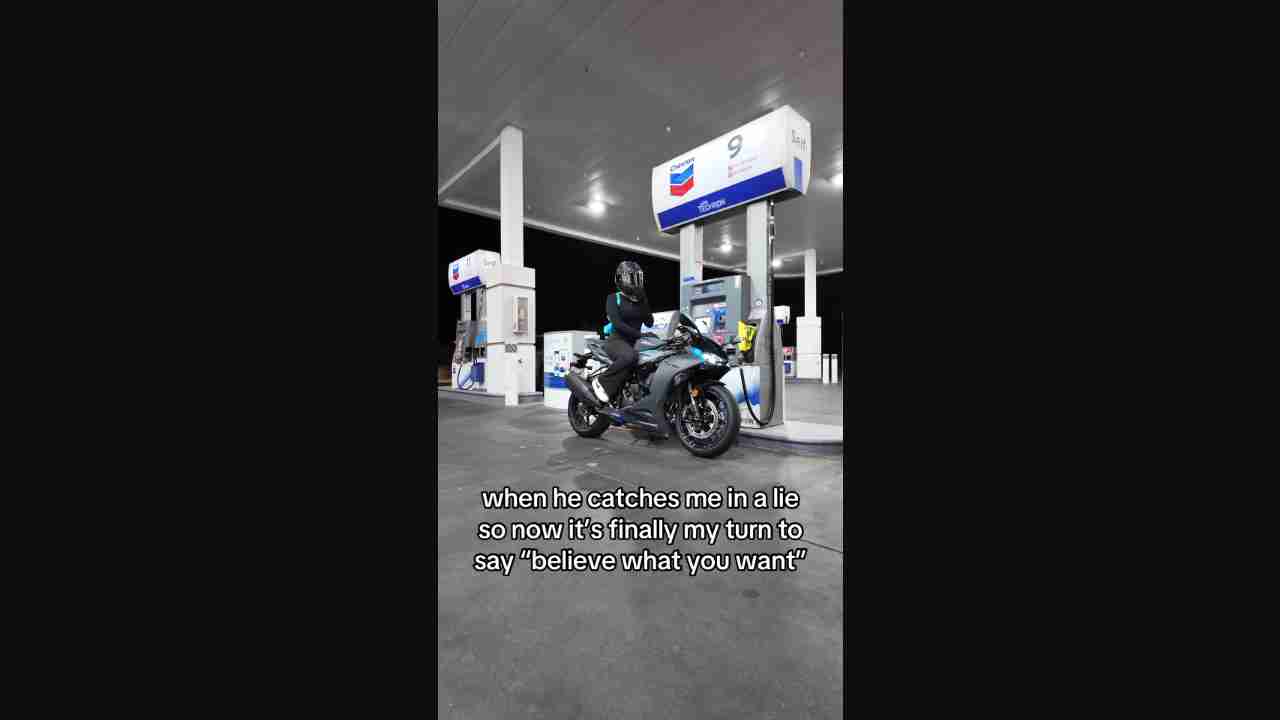 Chevron
9
TECHRON
when he catches me in a lie
so now it’s finally my turn to
say “believe what you want”